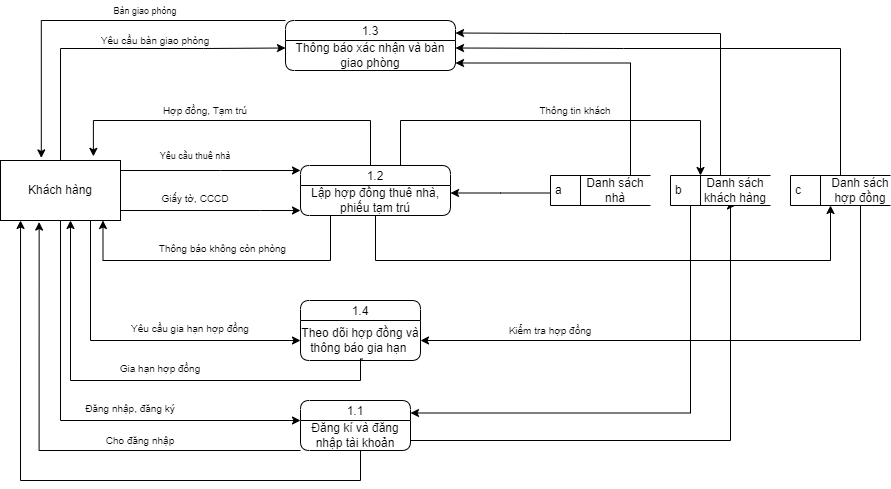 Bản giao phòng
Yêu cầu bàn giao phòng
1.3
Thông báo xác nhận và bàn
giao phòng
Hợp đồng, Tạm trú
Thông tin khách
Yêu cầu thuê nhà
Khách hàng
1.2
Lập hợp đồng thuê nhà,
phiếu tạm trú
a
Danh sách
nhà
b
Danh sách
khách hàng
c
Danh sách
hợp đồng
Giấy tờ, CCCD
Thông báo không còn phòng
1.4
Theo dõi hợp đồng và
thông báo gia hạn
Yêu cầu gia hạn hợp đồng
Kiểm tra hợp đồng
Gia hạn hợp đồng
Đăng nhập, đăng ký
1.1
Đăng kí và đăng
nhập tài khoản
Cho đăng nhập